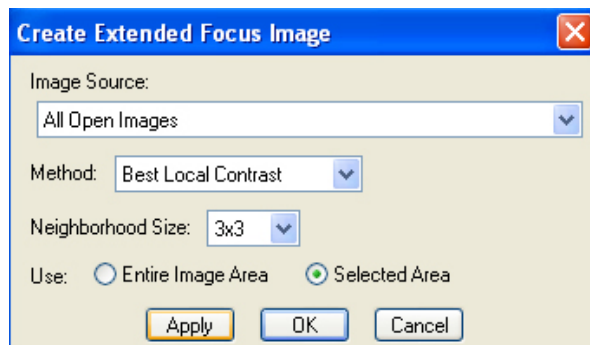 Create Extended Focus Image
Image Source:
All Open Images
Method: Best Local Contrast
Neighborhood Size: 3x3
Use: Entire Image Area Selected Area
Apply OK Cancel